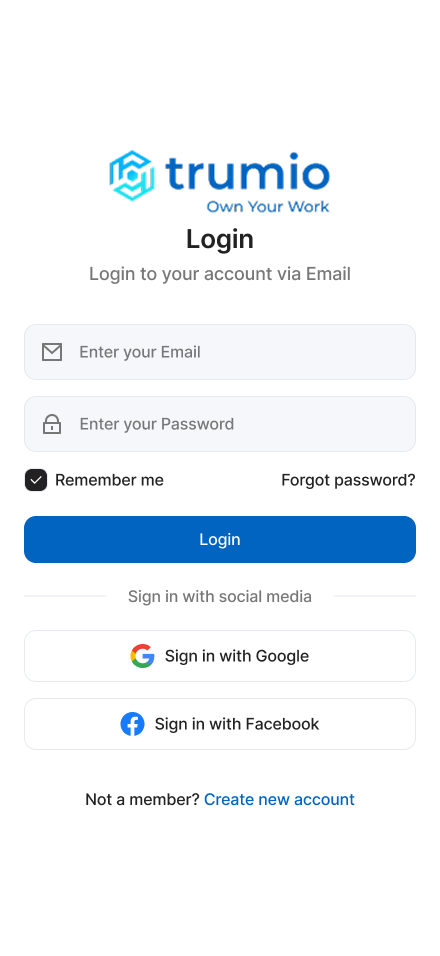 trumio
Own Your Work
Login
Login to your account via Email
Enter your Email
Enter your Password
Remember me
Forgot password?
Login
Sign in with social media
Sign in with Google
Sign in with Facebook
Not a member? Create new account